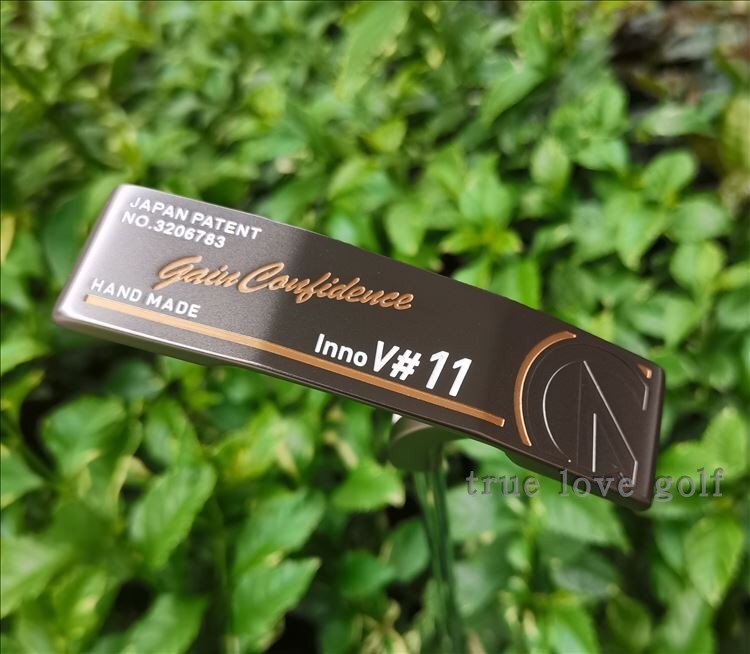 JAPAN PATENT
NO.3206783
Gain Confidence
HAND MADE
Inno V# 11
true love golf